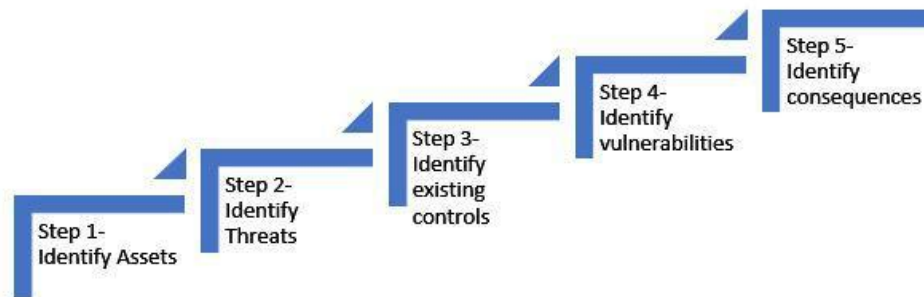 Step 1-
Identify Assets
Step 2-
Identify
Threats
Step 3-
Identify
existing
controls
Step 4-
Identify
vulnerabilities
Step 5-
Identify
consequences